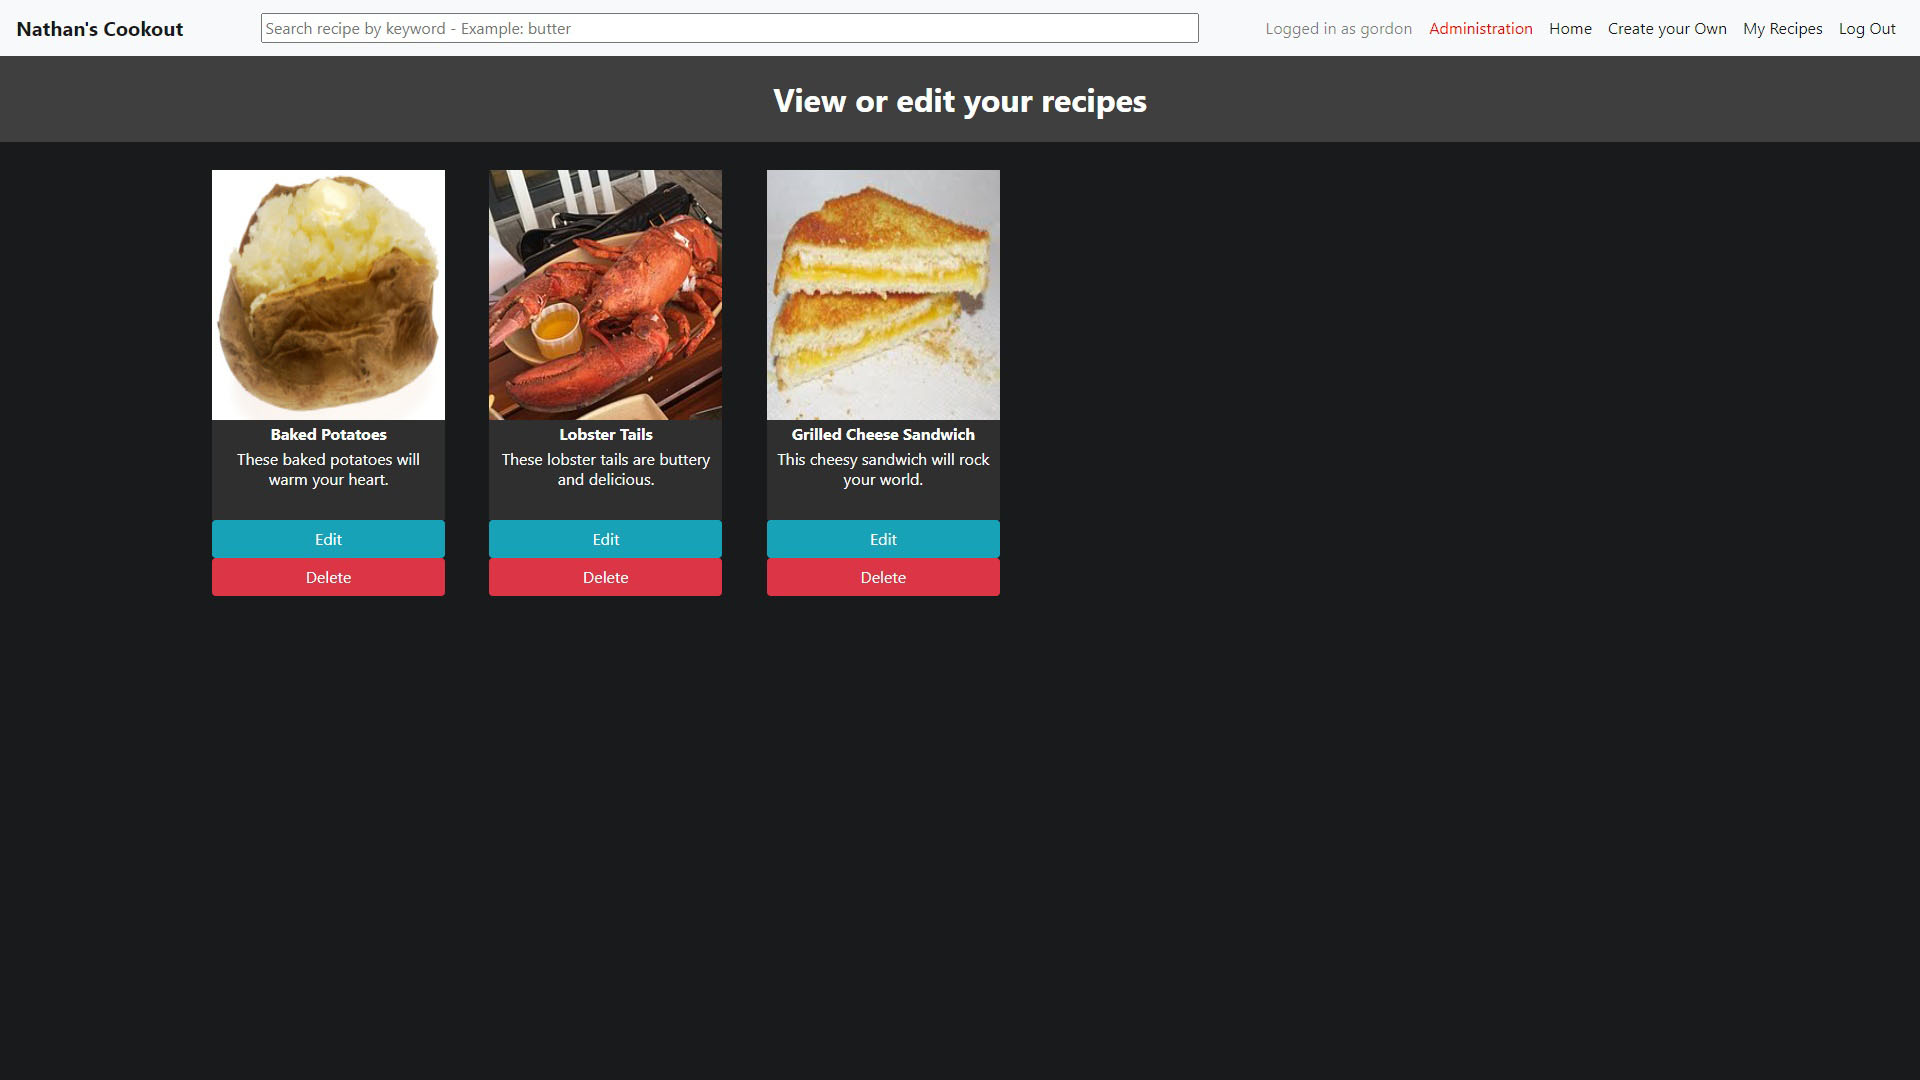 Nathan's Cookout
Search recipe by keyword - Example: butter
Logged in as gordon
Administration
Home
Create your Own
My Recipes
Log Out
View or edit your recipes
Baked Potatoes
These baked potatoes will
warm your heart.
Edit
Delete
Lobster Tails
These lobster tails are buttery
and delicious.
Edit
Delete
Grilled Cheese Sandwich
This cheesy sandwich will rock
your world.
Edit
Delete